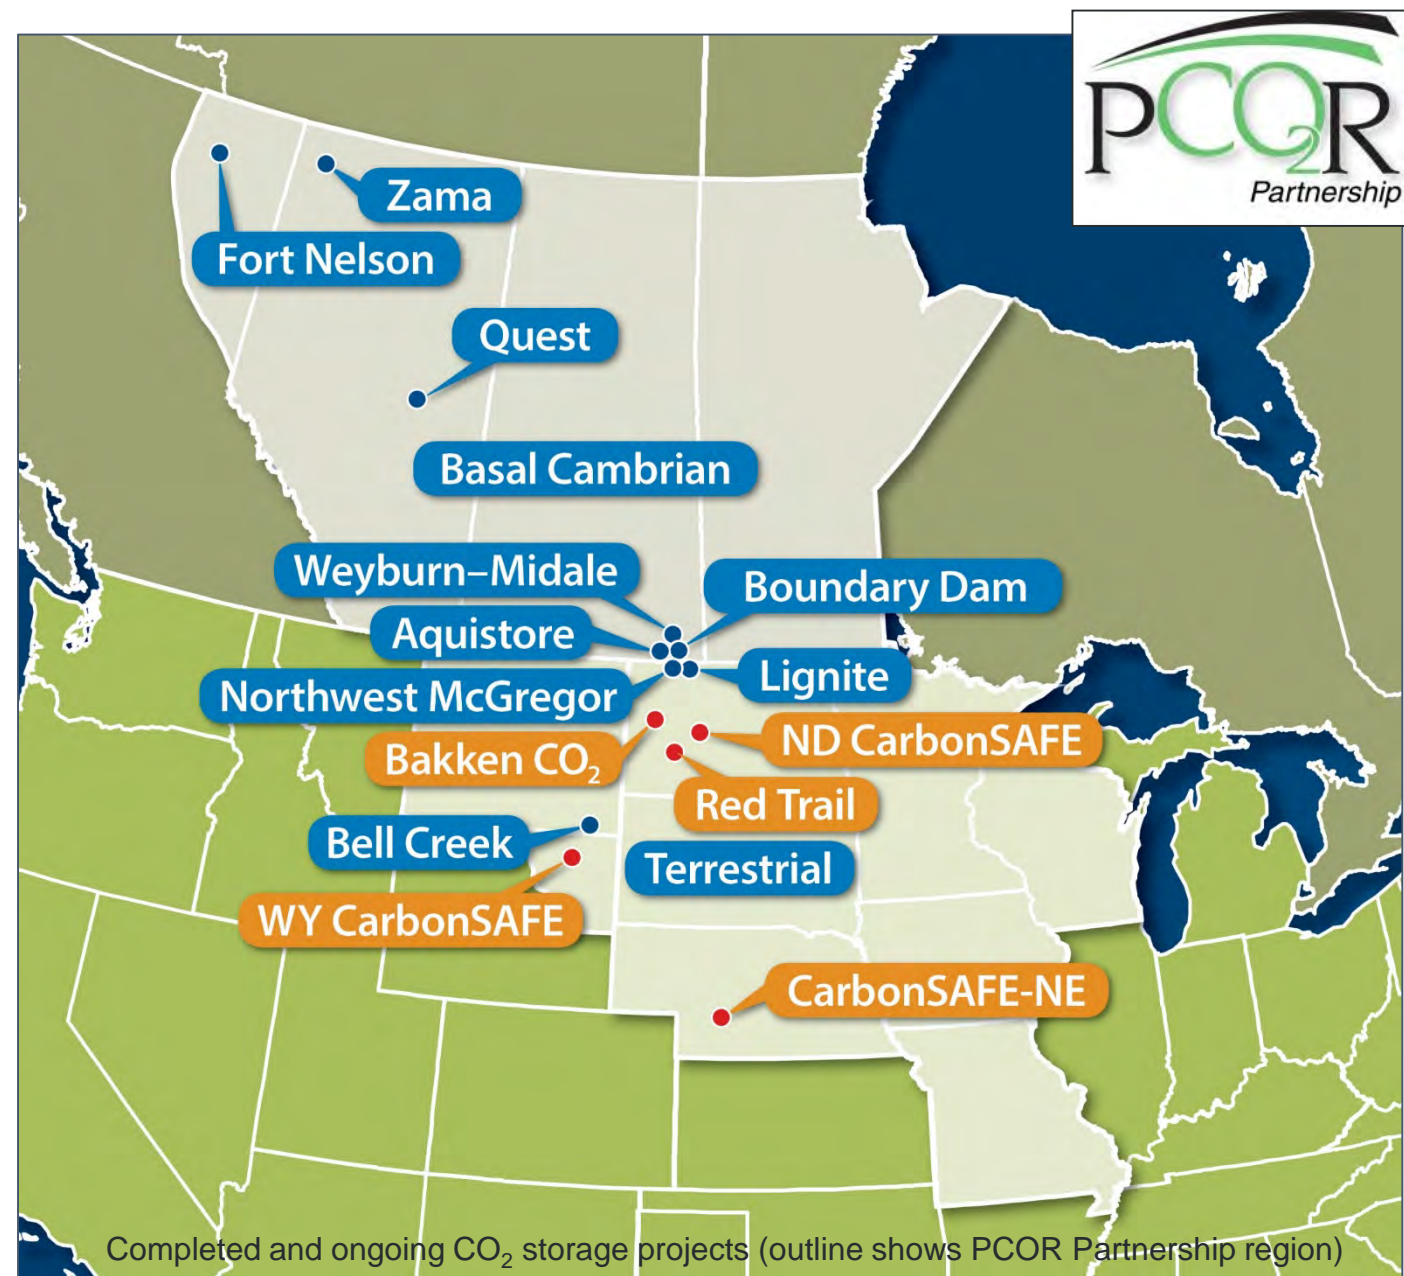 PCO2R
Partnership
Zama
Fort Nelson
Quest
Basal Cambrian
Weyburn–Midale
Boundary Dam
Aquistore
Lignite
Northwest McGregor
ND CarbonSAFE
Bakken CO₂
Red Trail
Bell Creek
Terrestrial
WY CarbonSAFE
CarbonSAFE-NE
Completed and ongoing CO₂ storage projects (outline shows PCOR Partnership region)